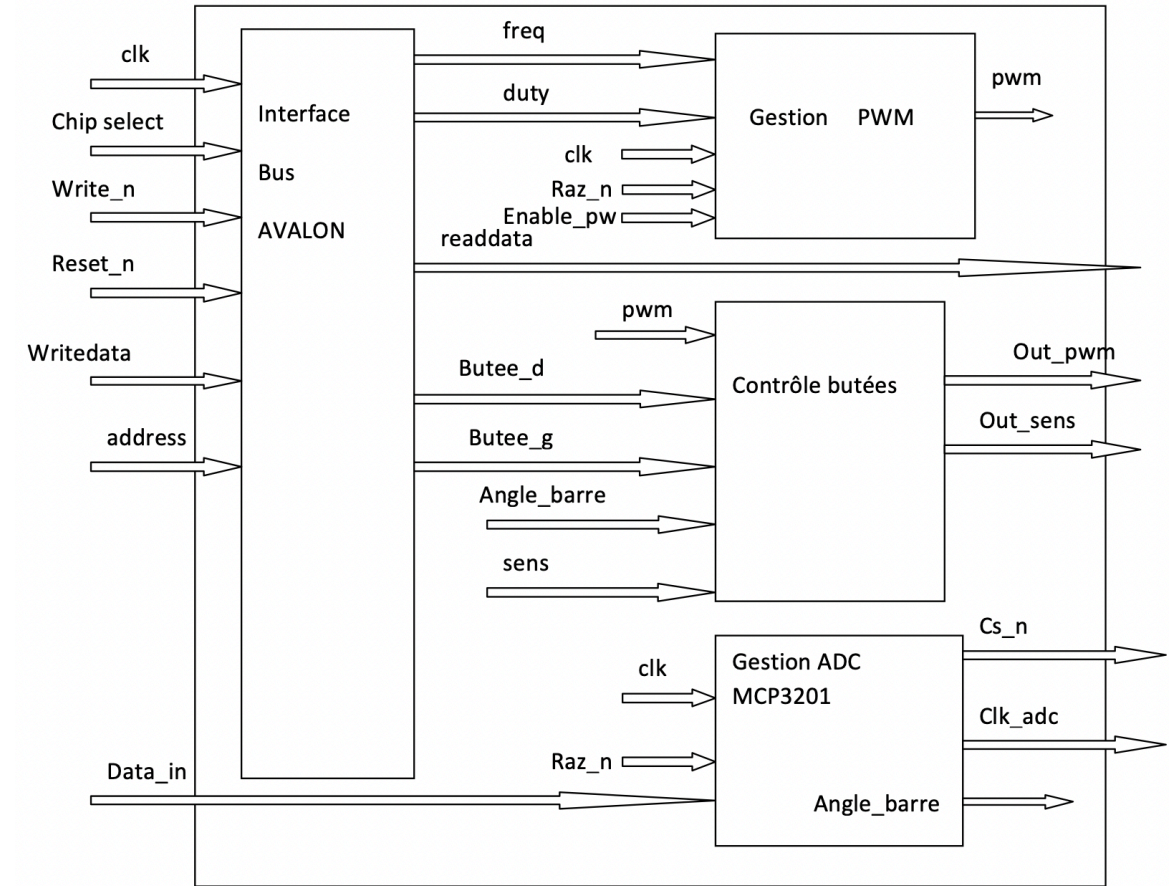 clk
Chip select
Write_n
Reset_n
Writedata
address
Data_in
Interface
Bus
AVALON
freq
duty
clk
Raz_n
Enable_pw
readdata
Gestion PWM
pwm
pwm
Butee_d
Butee_g
Angle_barre
sens
Contrôle butées
Out_pwm
Out_sens
clk
Raz_n
Gestion ADC
MCP3201
Angle_barre
Cs_n
Clk_adc